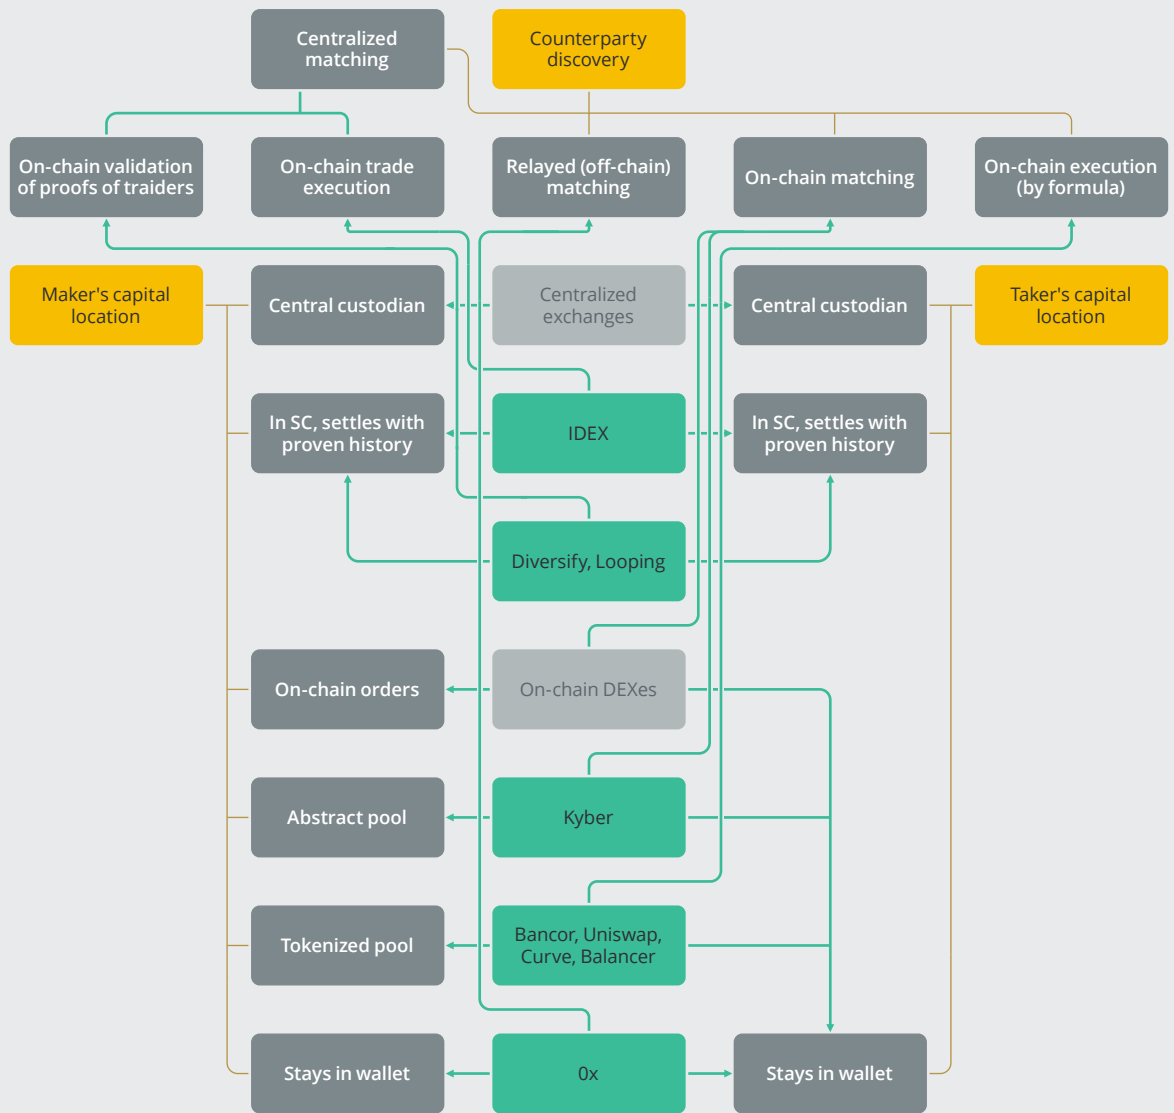 Centralized
matching
Counterparty
discovery
On-chain validation
of proofs of traiders
On-chain trade
execution
Relayed (off-chain)
matching
On-chain matching
On-chain execution
(by formula)
Maker's capital
location
Central custodian
Centralized
exchanges
Central custodian
Taker's capital
location
In SC, settles with
proven history
IDEX
In SC, settles with
proven history
Diversify, Looping
On-chain orders
On-chain DEXes
Abstract pool
Kyber
Tokenized pool
Bancor, Uniswap,
Curve, Balancer
Stays in wallet
0x
Stays in wallet